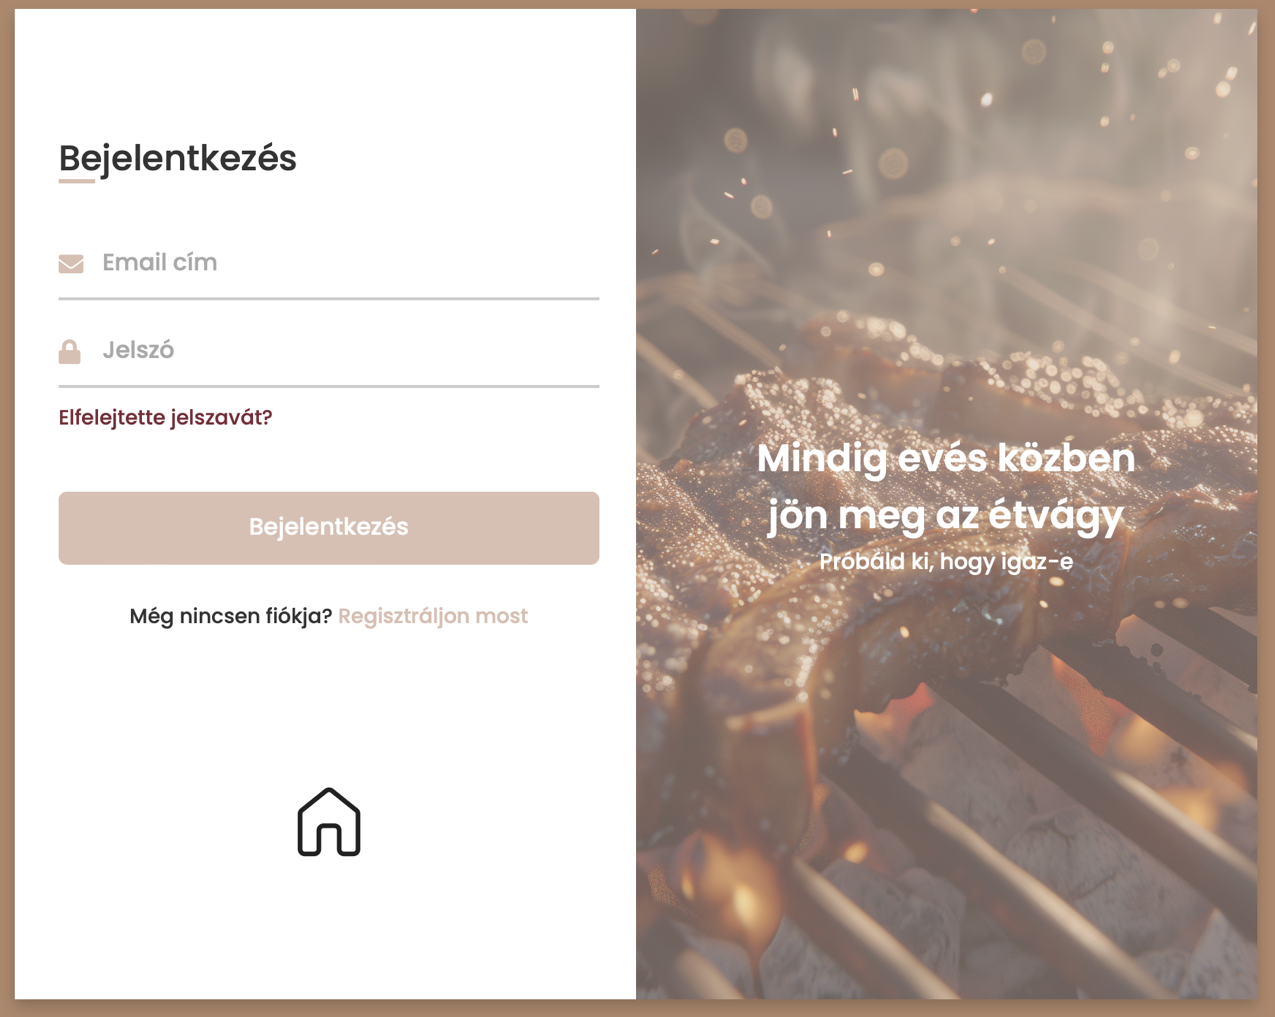 Bejelentkezés
Email cím
Jelszó
Elfelejtette jelszavát?
Bejelentkezés
Még nincsen fiókja? Regisztráljon most
Mindig evés közben
jön meg az étvágy
Próbáld ki, hogy igaz-e